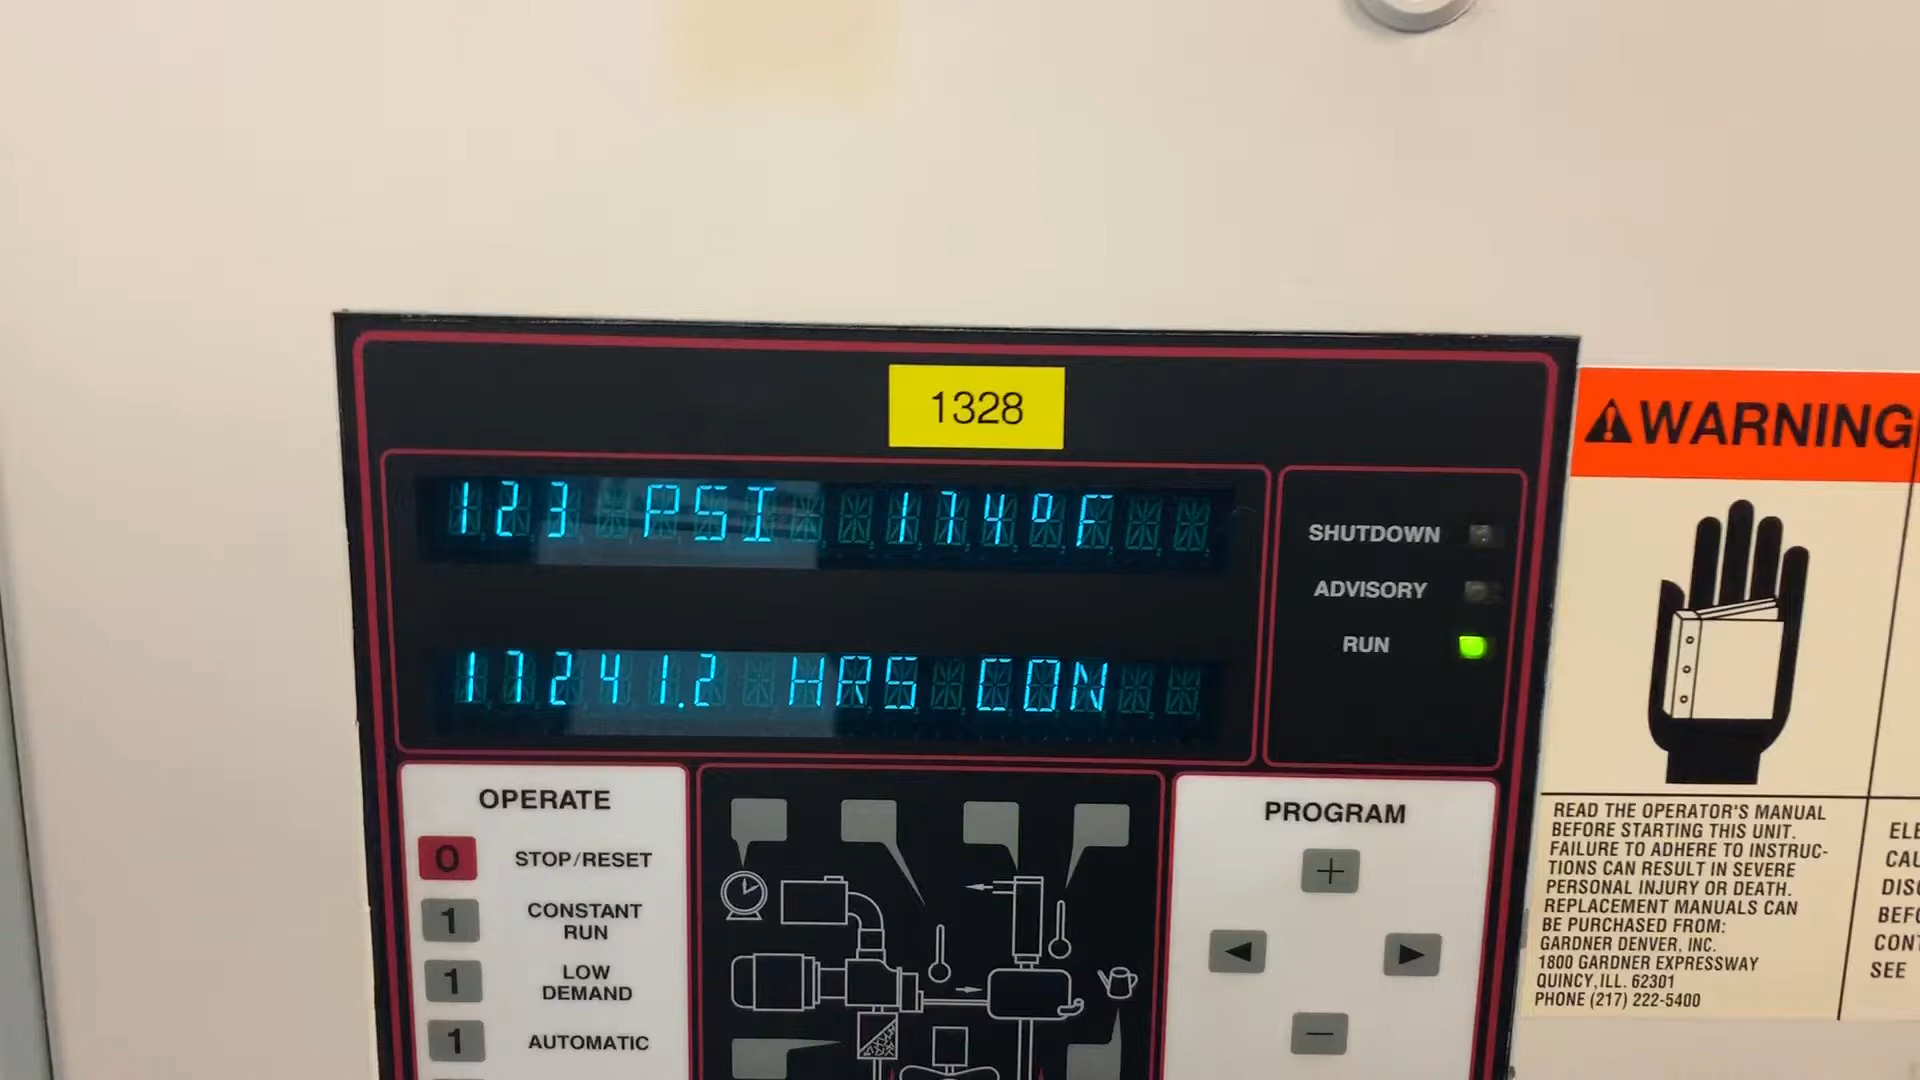 1328
123 PSI 174°F
17241.2 HRS CON
SHUTDOWN
ADVISORY
RUN
OPERATE
0 STOP/RESET
1 CONSTANT
RUN
1 LOW
DEMAND
1 AUTOMATIC
PROGRAM
+
−
WARNING
READ THE OPERATOR'S MANUAL
BEFORE STARTING THIS UNIT.
FAILURE TO ADHERE TO INSTRUC-
TIONS CAN RESULT IN SEVERE
PERSONAL INJURY OR DEATH.
REPLACEMENT MANUALS CAN
BE PURCHASED FROM:
GARDNER DENVER, INC.
1800 GARDNER EXPRESSWAY
QUINCY, ILL. 62301
PHONE (217) 222-5400
SEE